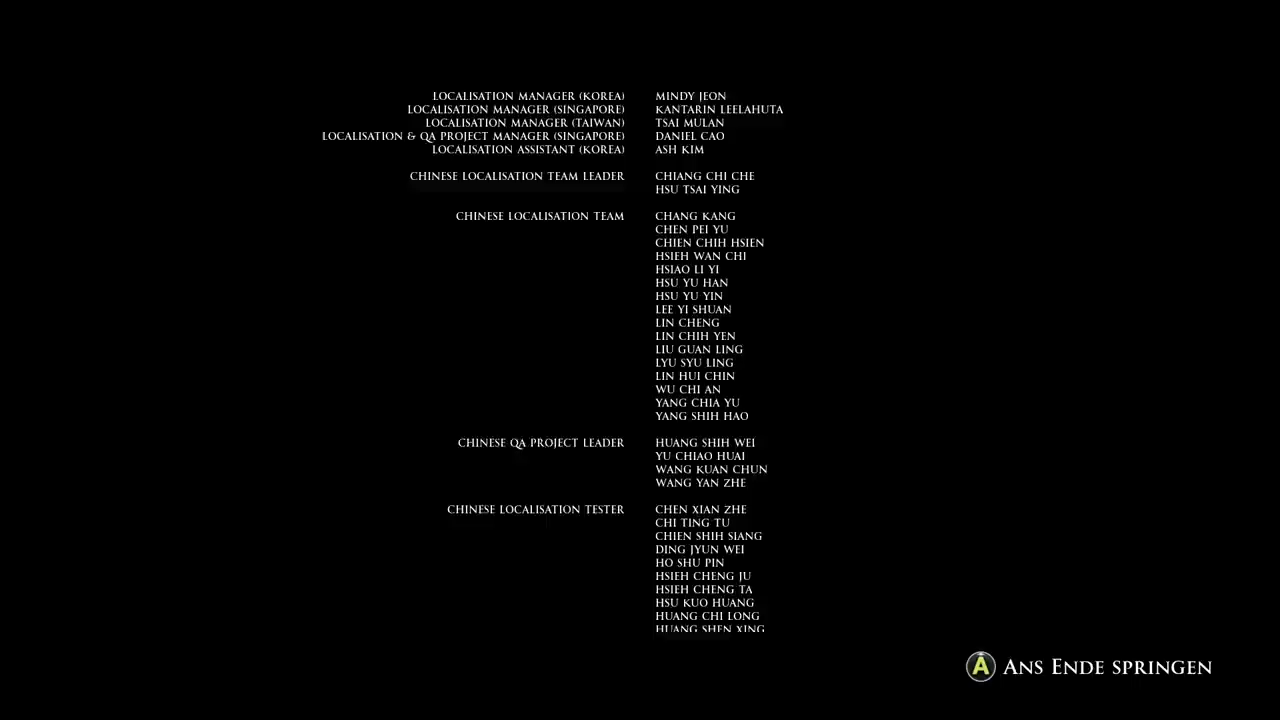 LOCALISATION MANAGER (KOREA) MINDY JEON
LOCALISATION MANAGER (SINGAPORE) KANTARIN LEELAHUTA
LOCALISATION MANAGER (TAIWAN) TSAI MULAN
LOCALISATION & QA PROJECT MANAGER (SINGAPORE) DANIEL CAO
LOCALISATION ASSISTANT (KOREA) ASH KIM
CHINESE LOCALISATION TEAM LEADER CHIANG CHI CHE
HSU TSAI YING
CHINESE LOCALISATION TEAM CHANG KANG
CHEN PEI YU
CHIEN CHIH HSIEN
HSIEH WAN CHI
HSIAO LI YI
HSU YU HAN
HSU YU YIN
LEE YI SHUAN
LIN CHENG
LIN CHIH YEN
LIU GUAN LING
LYU SYU LING
LIN HUI CHIN
WU CHI AN
YANG CHIA YU
YANG SHIH HAO
CHINESE QA PROJECT LEADER HUANG SHIH WEI
YU CHIAO HUAI
WANG KUAN CHUN
WANG YAN ZHE
CHINESE LOCALISATION TESTER CHEN XIAN ZHE
CHI TING TU
CHIEN SHIH SIANG
DING JYUN WEI
HO SHU PIN
HSIEH CHENG JU
HSIEH CHENG TA
HSU KUO HUANG
HUANG CHI LONG
HUANG SHEN XING
A ANS ENDE SPRINGEN